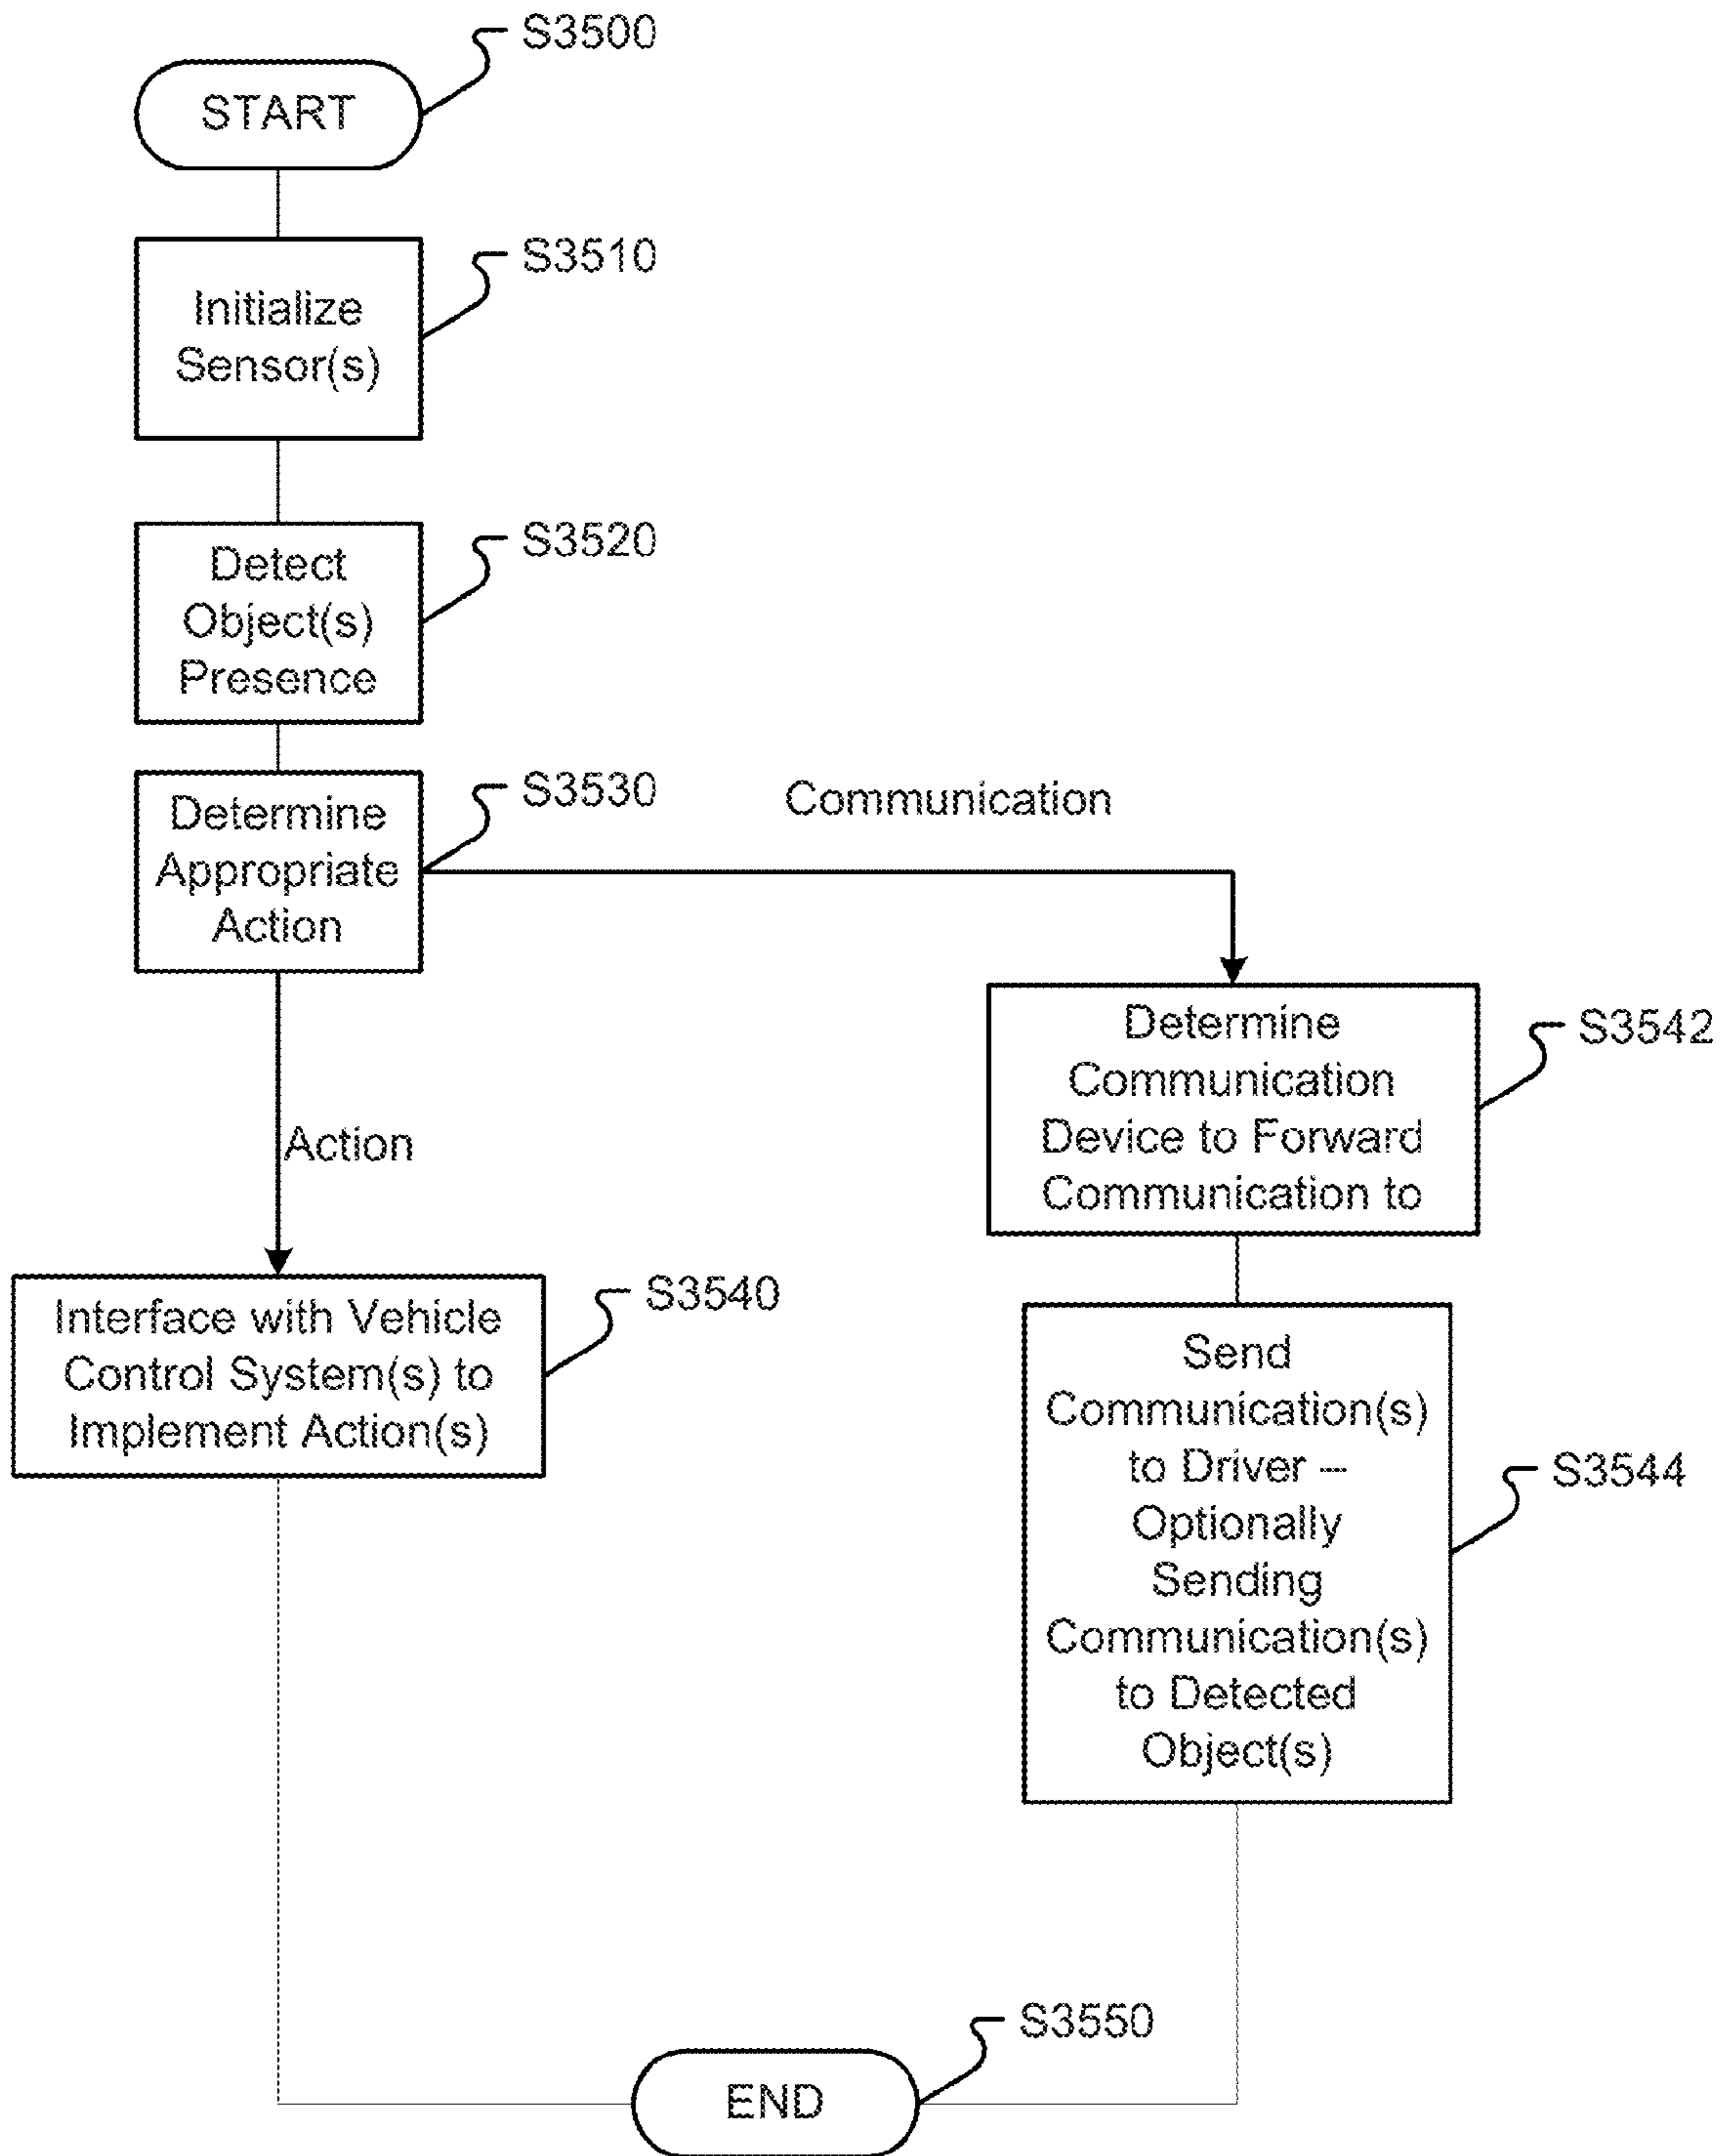 S3500
START
S3510
Initialize
Sensor(s)
S3520
Detect
Object(s)
Presence
S3530
Communication
Determine
Appropriate
Action
S3542
Determine
Communication
Device to Forward
Communication to
Action
S3540
Interface with Vehicle
Control System(s) to
Implement Action(s)
S3544
Send
Communication(s)
to Driver –
Optionally
Sending
Communication(s)
to Detected
Object(s)
S3550
END